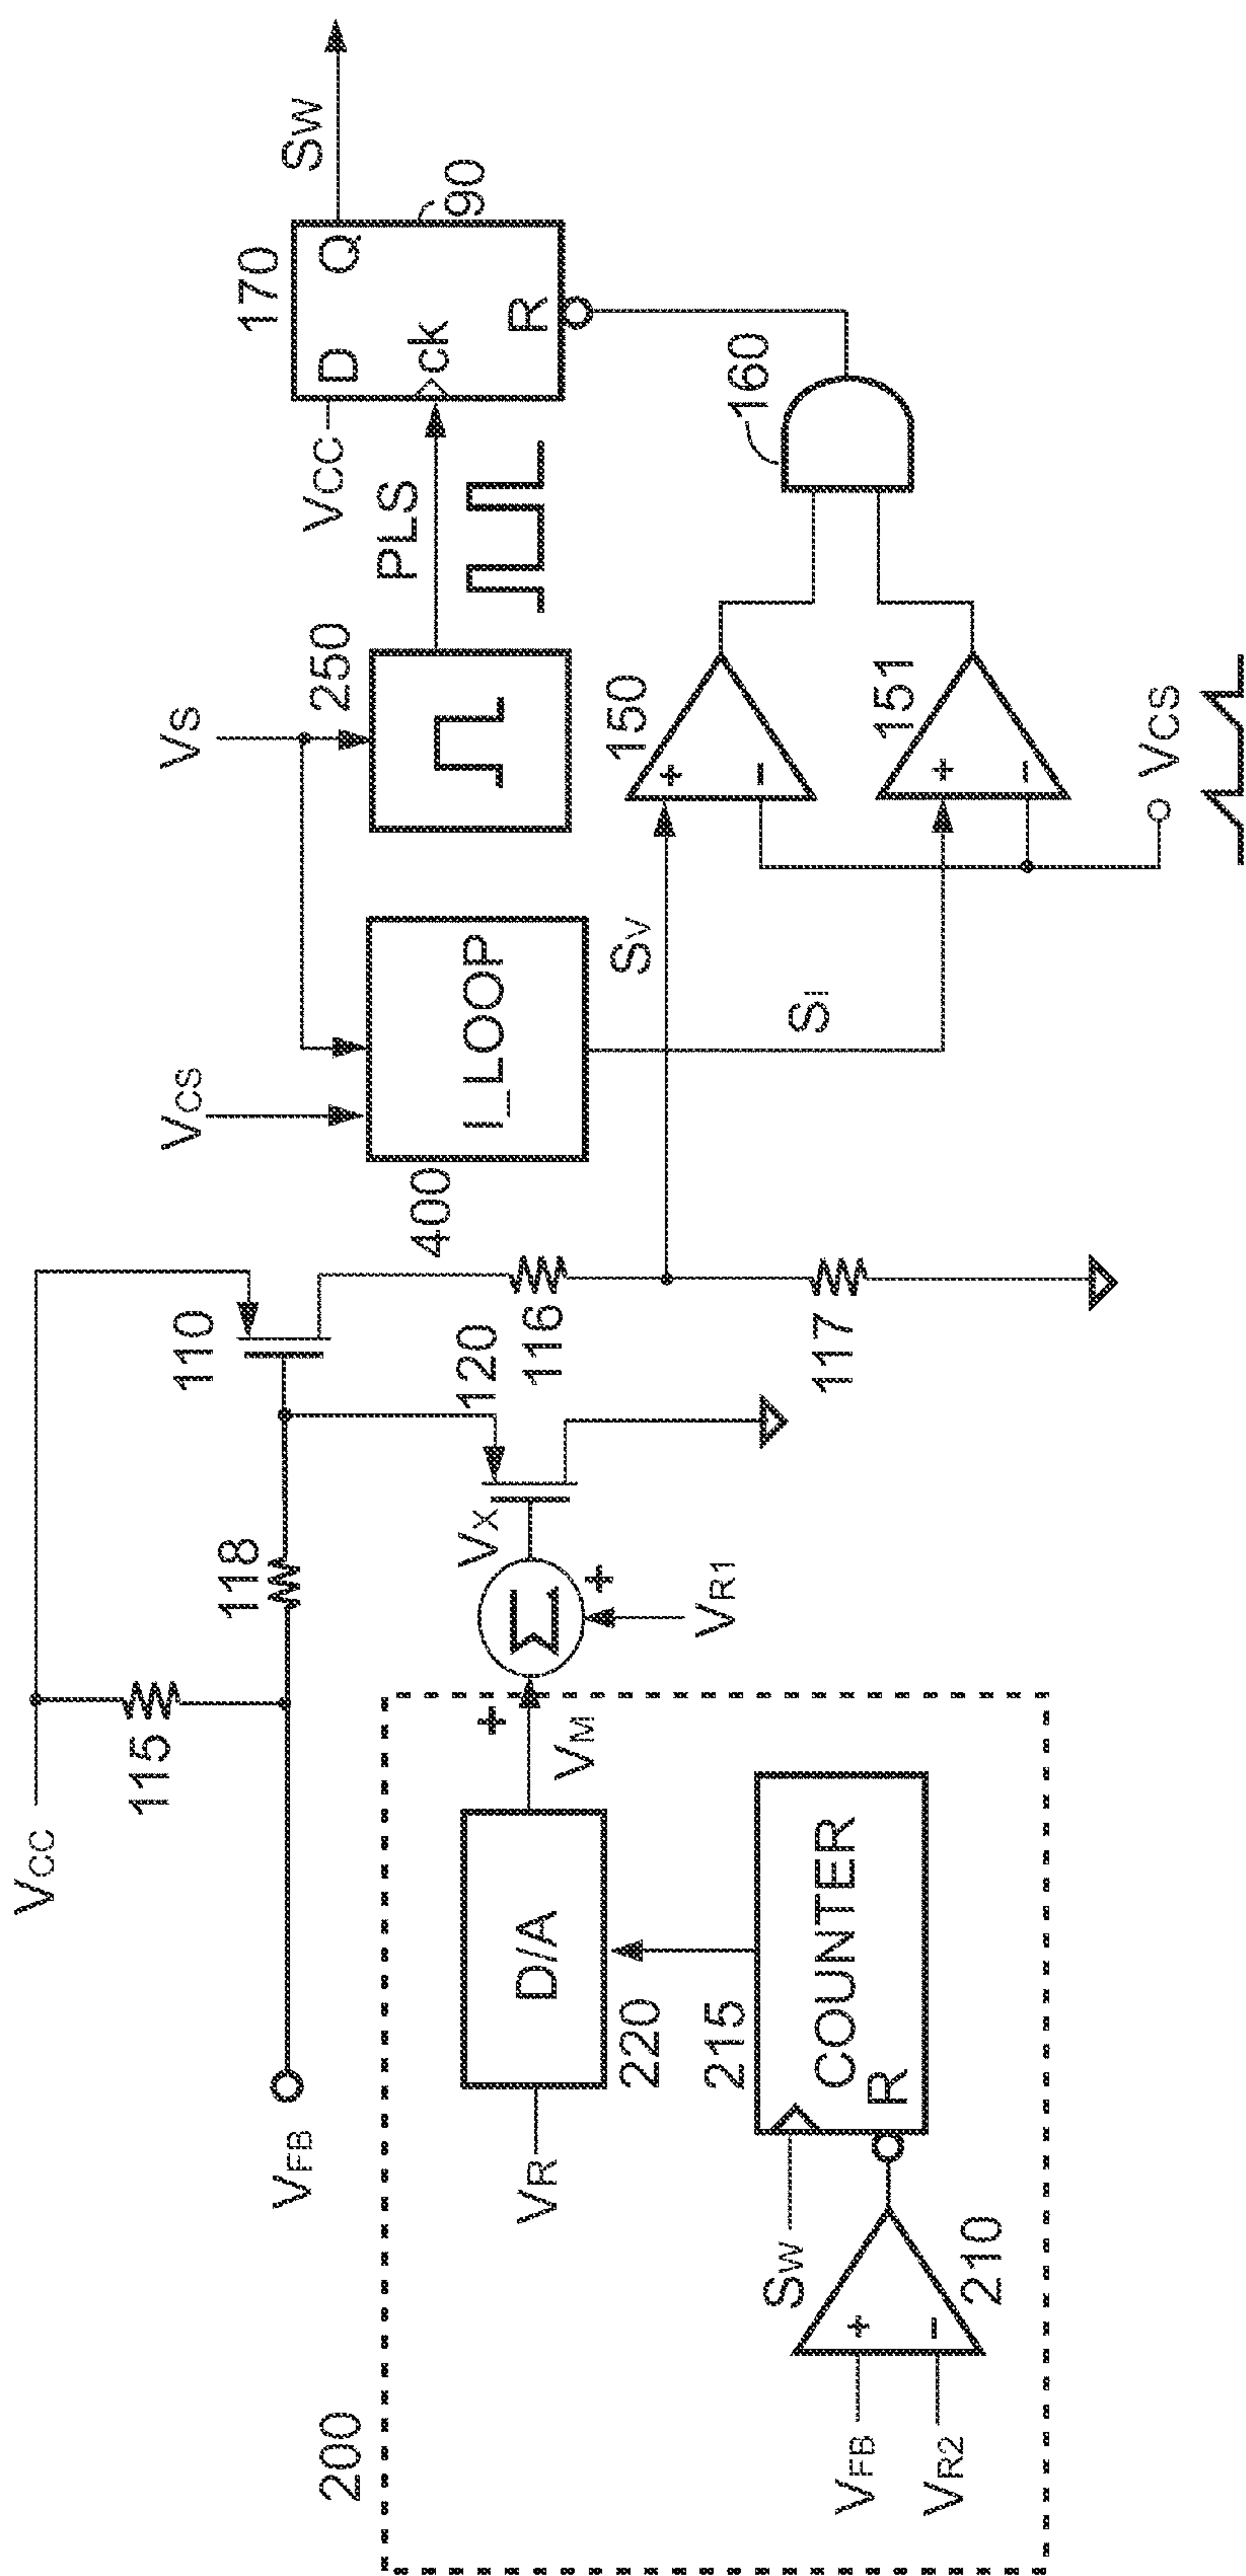 VCC
115
118
110
VFB
VCS
VS
VCC
170
D
Q
ck
R
90
SW
PLS
250
I_LOOP
400
SV
SI
150
+
−
151
+
−
160
VCS
116
117
120
VX
Σ
+
+
VR1
VM
200
D/A
VR
220
215
COUNTER
R
SW
210
+
−
VFB
VR2